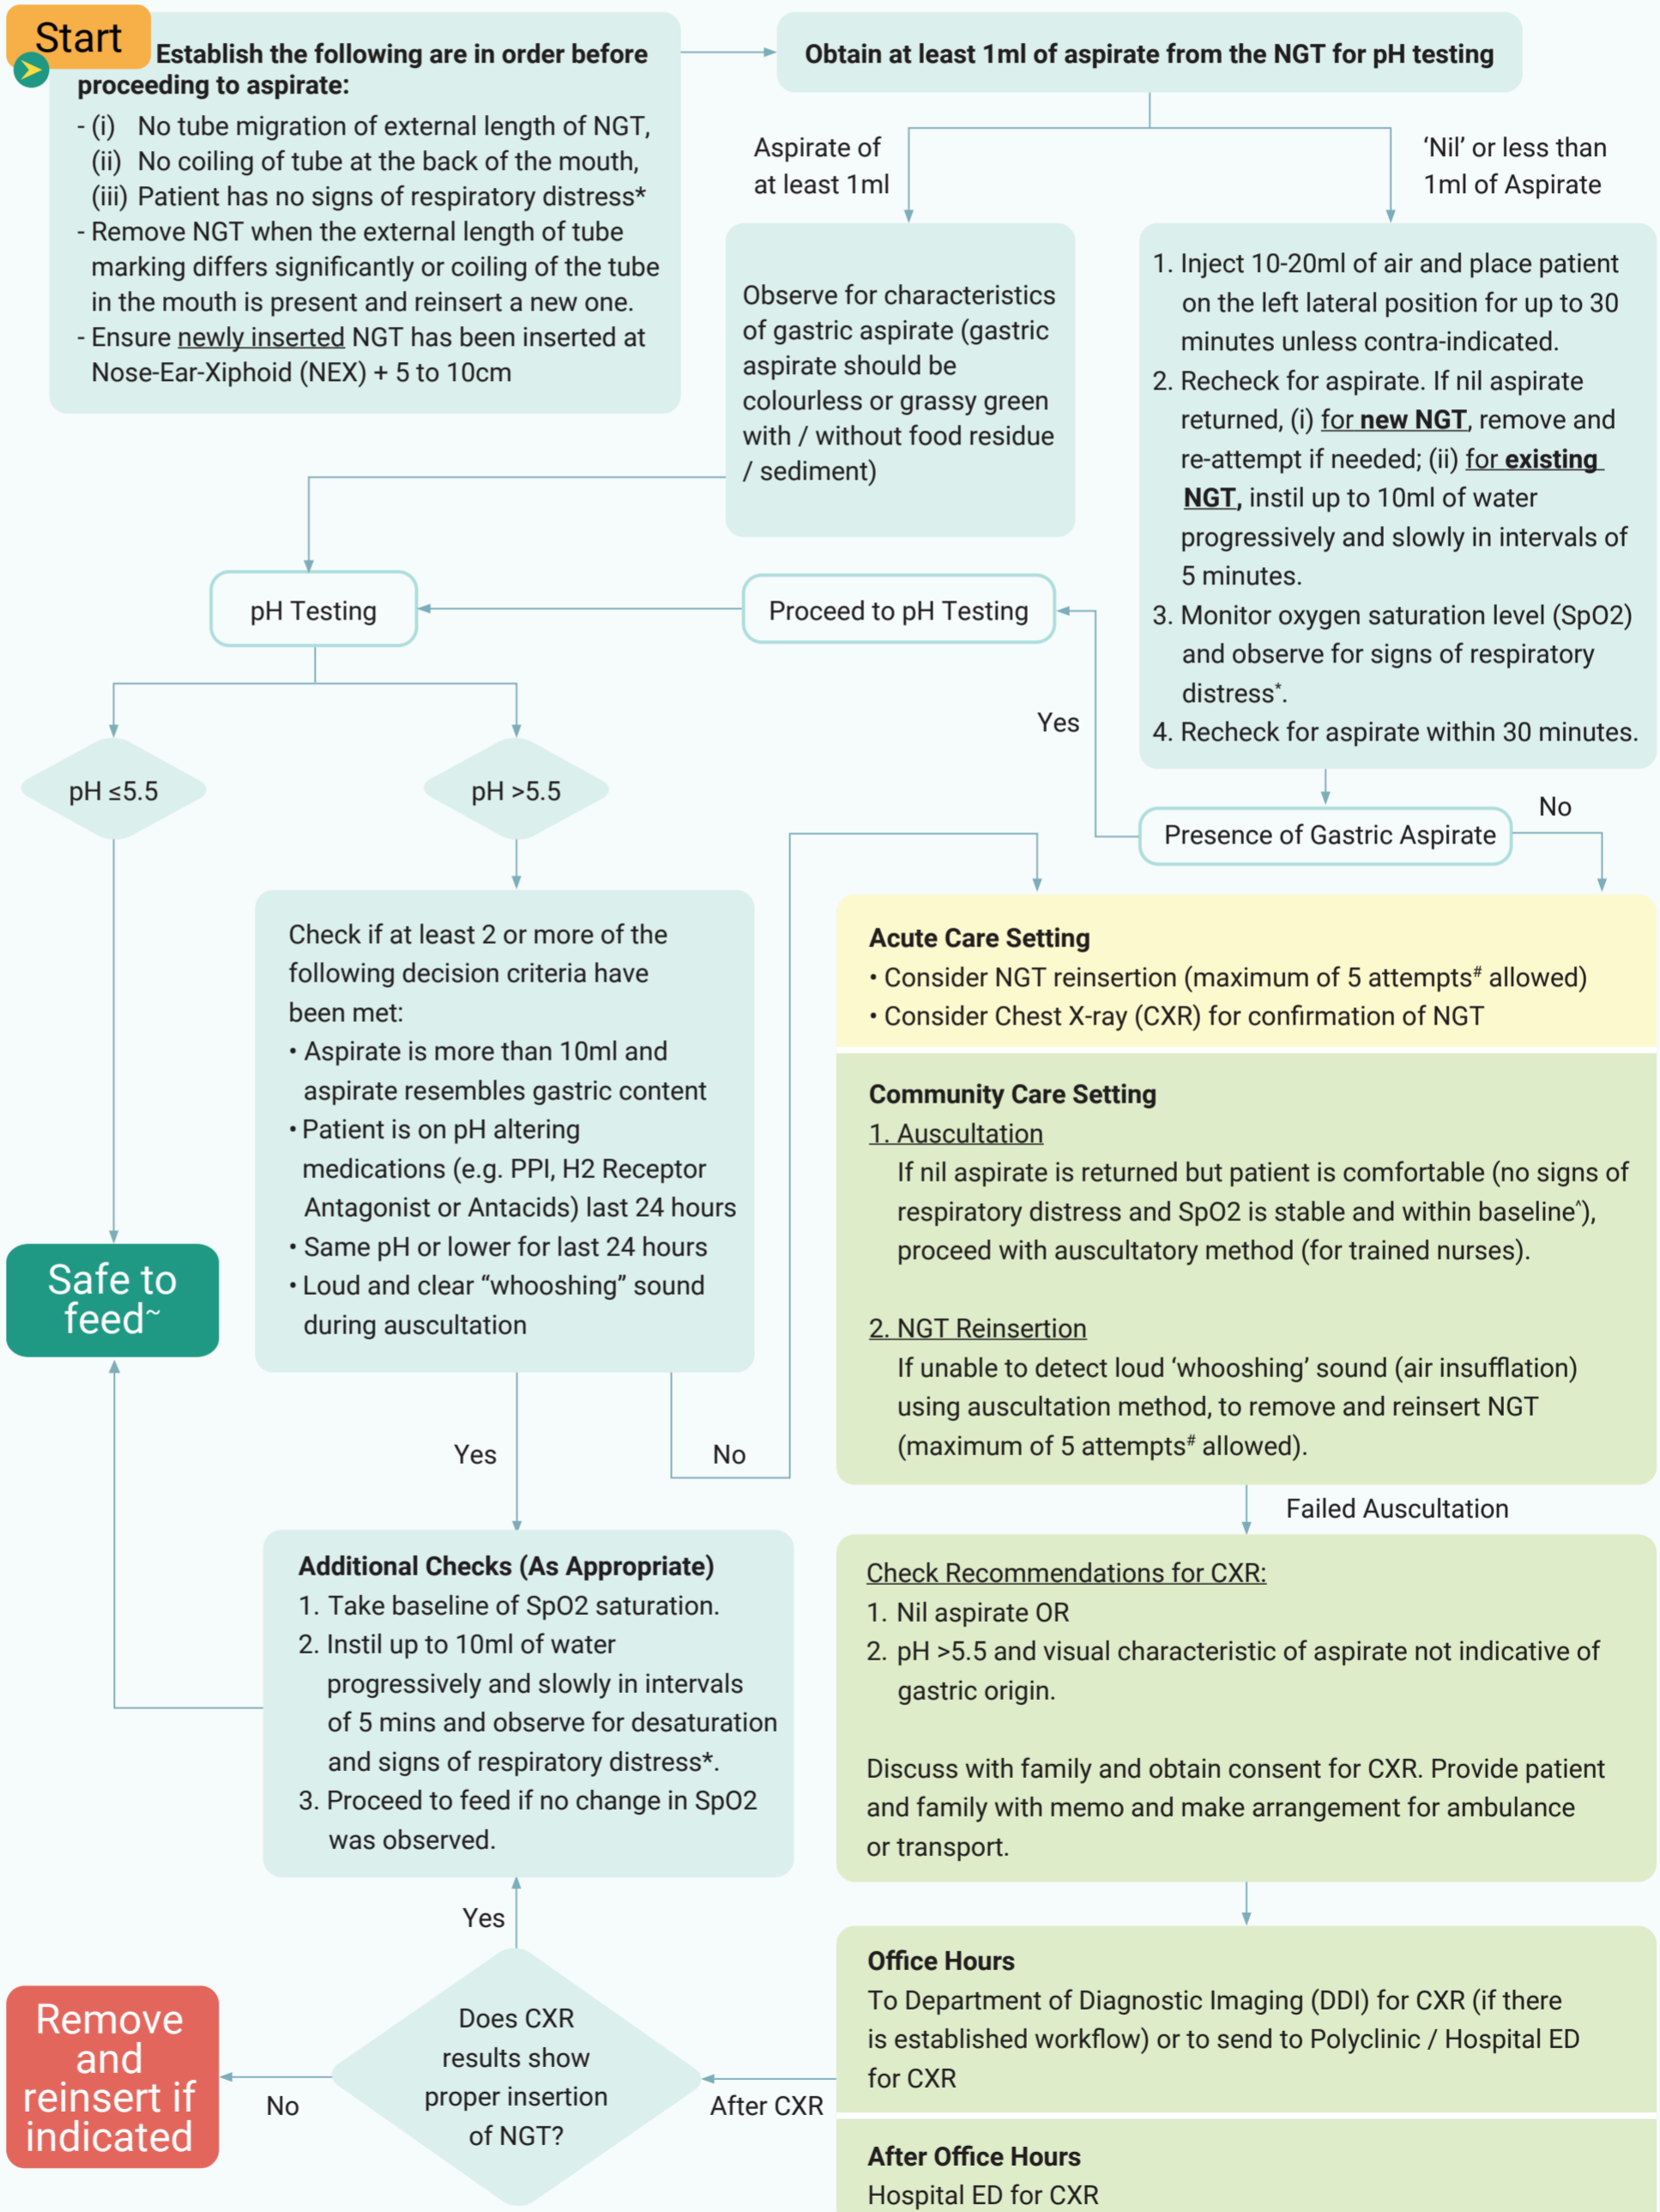 Start
Establish the following are in order before
proceeding to aspirate:
- (i) No tube migration of external length of NGT,
(ii) No coiling of tube at the back of the mouth,
(iii) Patient has no signs of respiratory distress*
- Remove NGT when the external length of tube
marking differs significantly or coiling of the tube
in the mouth is present and reinsert a new one.
- Ensure newly inserted NGT has been inserted at
Nose-Ear-Xiphoid (NEX) + 5 to 10cm
Obtain at least 1ml of aspirate from the NGT for pH testing
Aspirate of
at least 1ml
‘Nil’ or less than
1ml of Aspirate
Observe for characteristics
of gastric aspirate (gastric
aspirate should be
colourless or grassy green
with / without food residue
/ sediment)
1. Inject 10-20ml of air and place patient
on the left lateral position for up to 30
minutes unless contra-indicated.
2. Recheck for aspirate. If nil aspirate
returned, (i) for new NGT, remove and
re-attempt if needed; (ii) for existing
NGT, instil up to 10ml of water
progressively and slowly in intervals of
5 minutes.
3. Monitor oxygen saturation level (SpO2)
and observe for signs of respiratory
distress*.
4. Recheck for aspirate within 30 minutes.
pH Testing
Proceed to pH Testing
Yes
Presence of Gastric Aspirate
No
pH ≤5.5
pH >5.5
Check if at least 2 or more of the
following decision criteria have
been met:
• Aspirate is more than 10ml and
aspirate resembles gastric content
• Patient is on pH altering
medications (e.g. PPI, H2 Receptor
Antagonist or Antacids) last 24 hours
• Same pH or lower for last 24 hours
• Loud and clear “whooshing” sound
during auscultation
Acute Care Setting
• Consider NGT reinsertion (maximum of 5 attempts# allowed)
• Consider Chest X-ray (CXR) for confirmation of NGT
Community Care Setting
1. Auscultation
If nil aspirate is returned but patient is comfortable (no signs of
respiratory distress and SpO2 is stable and within baseline^),
proceed with auscultatory method (for trained nurses).
2. NGT Reinsertion
If unable to detect loud ‘whooshing’ sound (air insufflation)
using auscultation method, to remove and reinsert NGT
(maximum of 5 attempts# allowed).
Safe to
feed~
Yes
No
Failed Auscultation
Additional Checks (As Appropriate)
1. Take baseline of SpO2 saturation.
2. Instil up to 10ml of water
progressively and slowly in intervals
of 5 mins and observe for desaturation
and signs of respiratory distress*.
3. Proceed to feed if no change in SpO2
was observed.
Check Recommendations for CXR:
1. Nil aspirate OR
2. pH >5.5 and visual characteristic of aspirate not indicative of
gastric origin.
Discuss with family and obtain consent for CXR. Provide patient
and family with memo and make arrangement for ambulance
or transport.
Yes
Office Hours
To Department of Diagnostic Imaging (DDI) for CXR (if there
is established workflow) or to send to Polyclinic / Hospital ED
for CXR
After Office Hours
Hospital ED for CXR
After CXR
Does CXR
results show
proper insertion
of NGT?
No
Remove
and
reinsert if
indicated